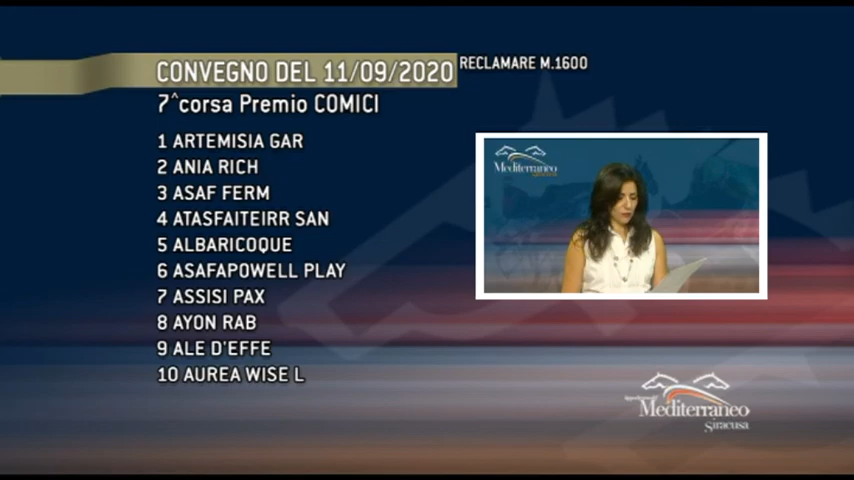 CONVEGNO DEL 11/09/2020
RECLAMARE M.1600
7^corsa Premio COMICI
1 ARTEMISIA GAR
2 ANIA RICH
3 ASAF FERM
4 ATASFAITEIRR SAN
5 ALBARICOQUE
6 ASAFAPOWELL PLAY
7 ASSISI PAX
8 AYON RAB
9 ALE D'EFFE
10 AUREA WISE L
Mediterraneo
Siracusa
Mediterraneo
Siracusa